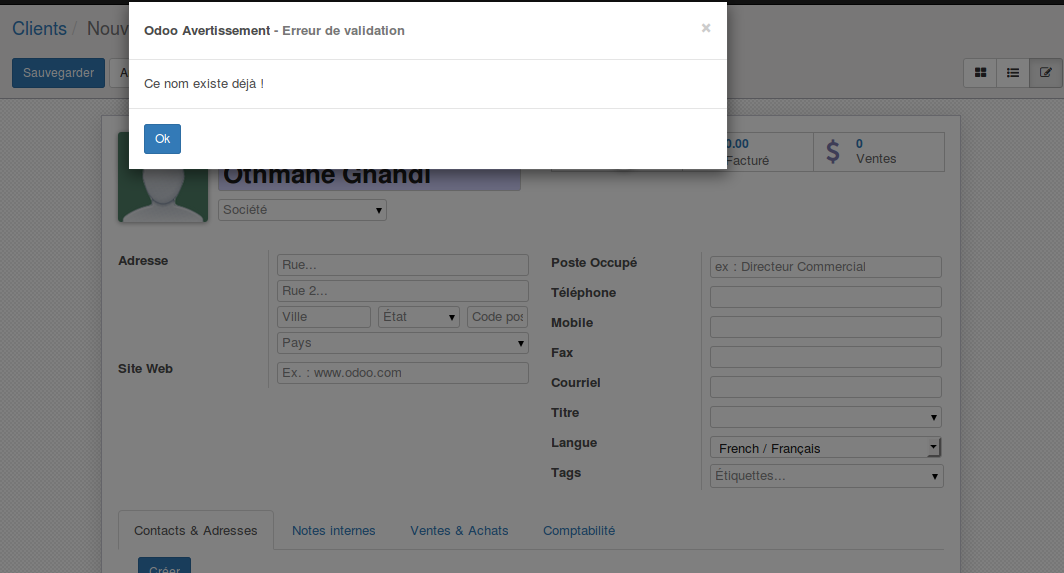 Clients / Nouv
Odoo Avertissement - Erreur de validation ×
Sauvegarder
Ce nom existe déjà !
Ok
0.00
Facturé
$ 0
Ventes
Othmane Ghandi
Société
Adresse
Rue...
Rue 2...
Ville État Code pos
Pays
Site Web Ex. : www.odoo.com
Poste Occupé ex : Directeur Commercial
Téléphone
Mobile
Fax
Courriel
Titre
Langue French / Français
Tags Étiquettes...
Contacts & Adresses Notes internes Ventes & Achats Comptabilité
Créer